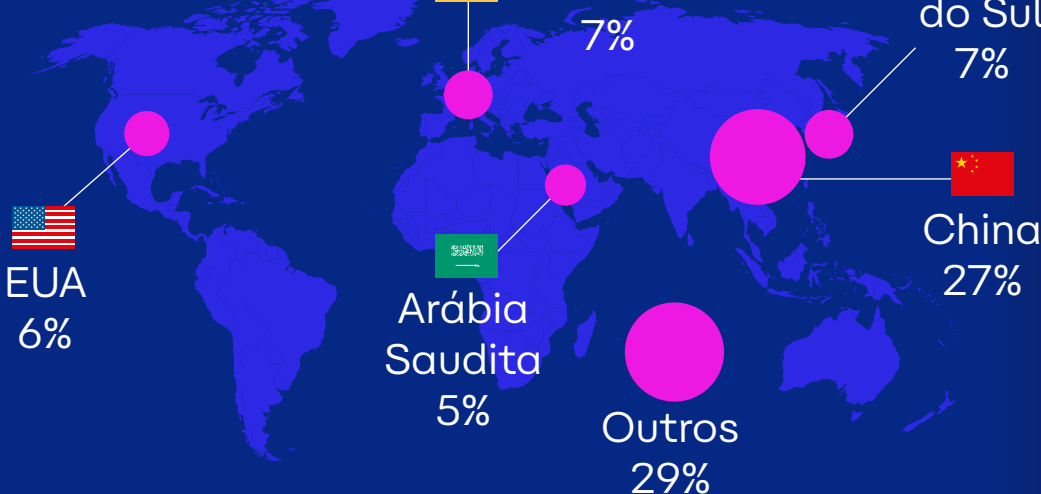 7%
do Sul
7%
China
27%
EUA
6%
Arábia
Saudita
5%
Outros
29%